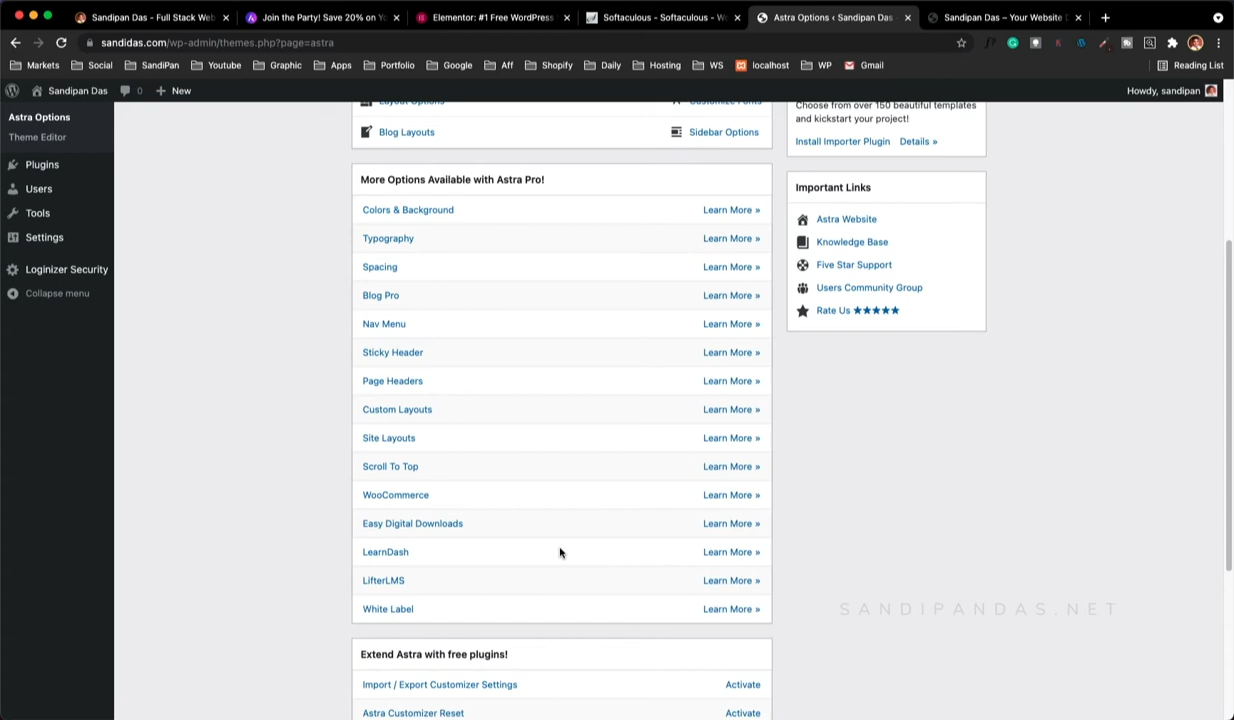 Sandipan Das - Full Stack Web
Join the Party! Save 20% on Yo
Elementor: #1 Free WordPress
Softaculous - Softaculous - Wo
Astra Options ‹ Sandipan Das
Sandipan Das – Your Website D
sandidas.com/wp-admin/themes.php?page=astra
Markets
Social
SandiPan
Youtube
Graphic
Apps
Portfolio
Google
Aff
Shopify
Daily
Hosting
WS
localhost
WP
Gmail
Reading List
Sandipan Das
0
New
Howdy, sandipan
Astra Options
Theme Editor
Plugins
Users
Tools
Settings
Loginizer Security
Collapse menu
Layout Options
Customize Fonts
Blog Layouts
Sidebar Options
More Options Available with Astra Pro!
Colors & Background
Learn More »
Typography
Learn More »
Spacing
Learn More »
Blog Pro
Learn More »
Nav Menu
Learn More »
Sticky Header
Learn More »
Page Headers
Learn More »
Custom Layouts
Learn More »
Site Layouts
Learn More »
Scroll To Top
Learn More »
WooCommerce
Learn More »
Easy Digital Downloads
Learn More »
LearnDash
Learn More »
LifterLMS
Learn More »
White Label
Learn More »
Extend Astra with free plugins!
Import / Export Customizer Settings
Activate
Astra Customizer Reset
Activate
Choose from over 150 beautiful templates
and kickstart your project!
Install Importer Plugin
Details »
Important Links
Astra Website
Knowledge Base
Five Star Support
Users Community Group
Rate Us ★★★★★
SANDIPANDAS.NET